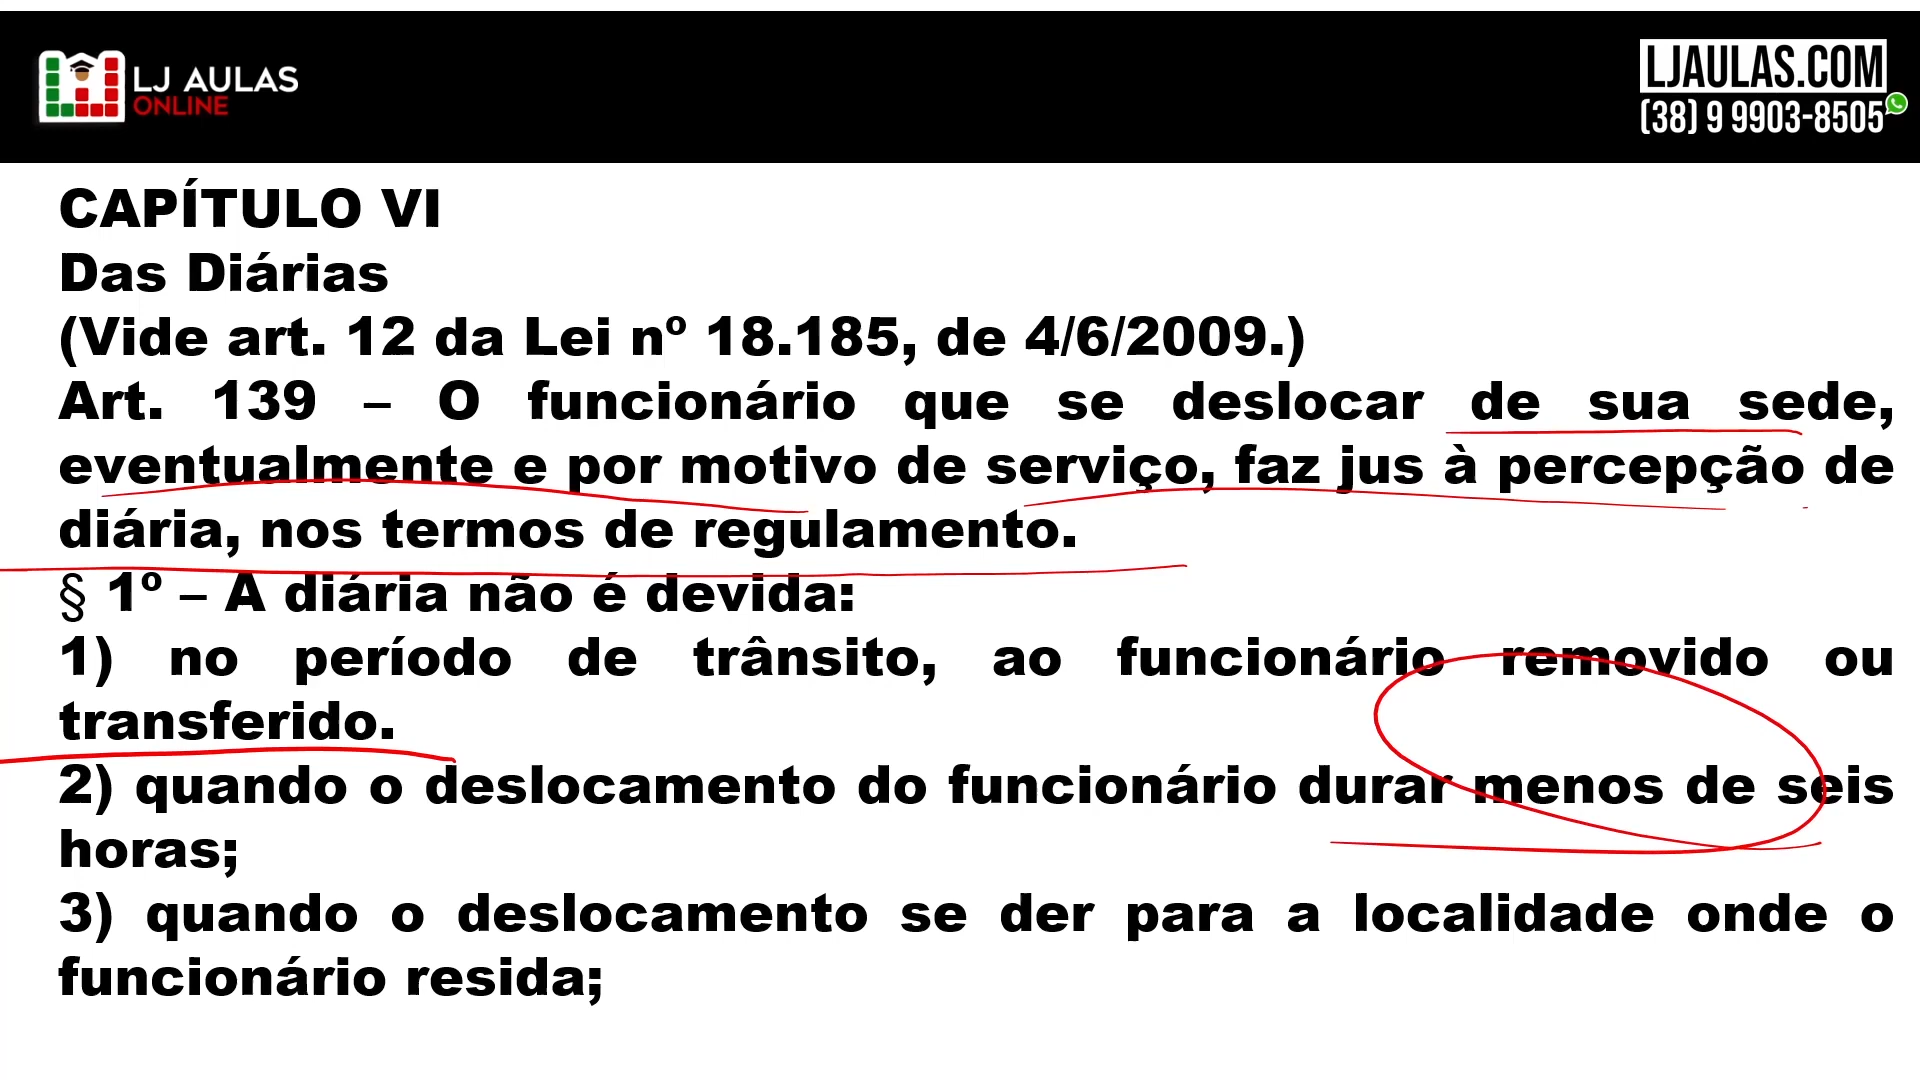 LJ AULAS
ONLINE
LJAULAS.COM
(38) 9 9903-8505
CAPÍTULO VI
Das Diárias
(Vide art. 12 da Lei nº 18.185, de 4/6/2009.)
Art. 139 – O funcionário que se deslocar de sua sede,
eventualmente e por motivo de serviço, faz jus à percepção de
diária, nos termos de regulamento.
§ 1º – A diária não é devida:
1) no período de trânsito, ao funcionário removido ou
transferido.
2) quando o deslocamento do funcionário durar menos de seis
horas;
3) quando o deslocamento se der para a localidade onde o
funcionário resida;